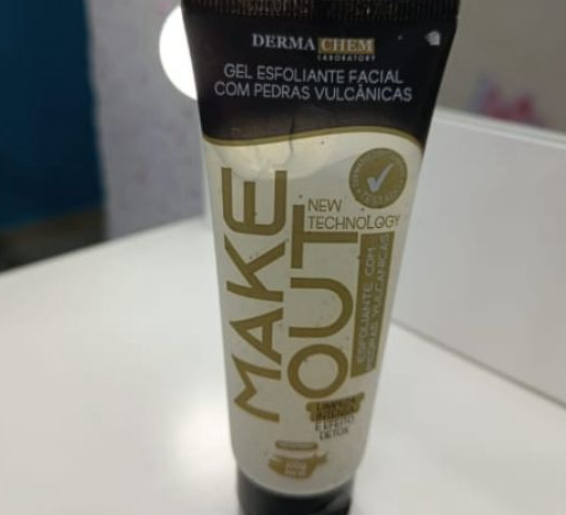 DERMA CHEM
LABORATORY
GEL ESFOLIANTE FACIAL
COM PEDRAS VULCÂNICAS
MAKE
OUT
NEW
TECHNOLOGY
ESFOLIANTE COM
PEDRAS VULCÂNICAS
LIMPEZA
INTENSA
E EFEITO
DETOX